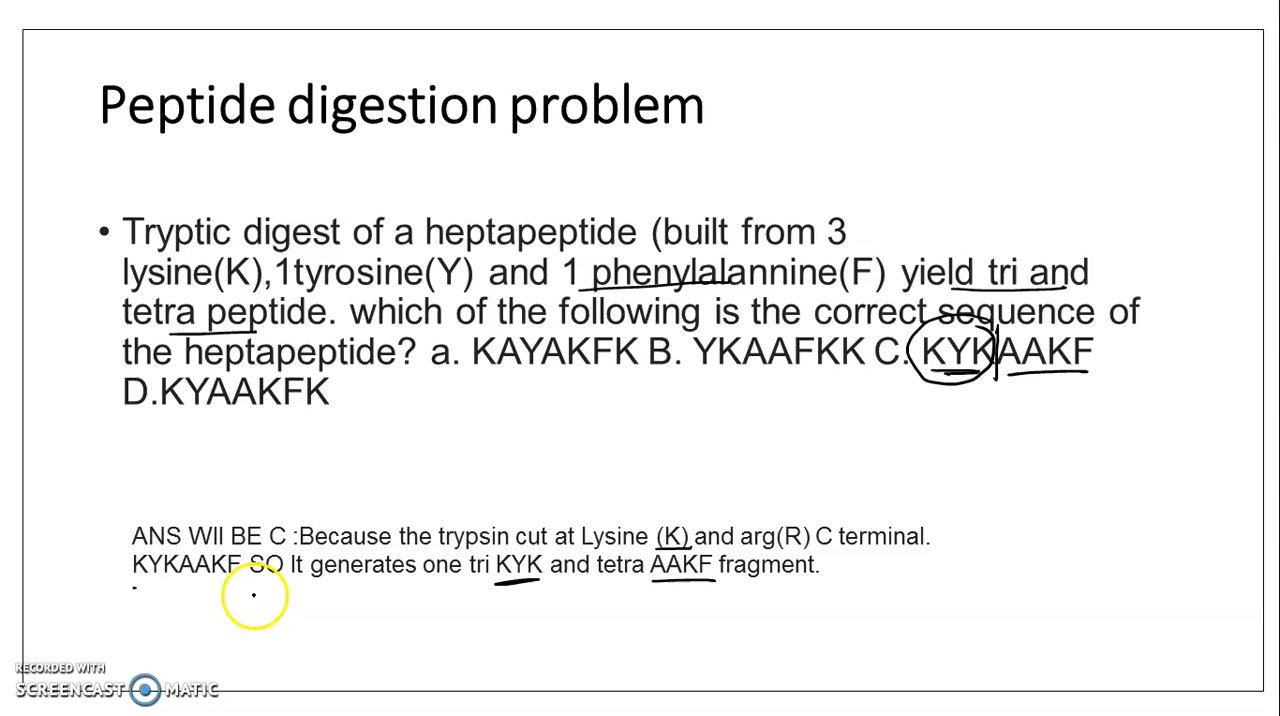 Peptide digestion problem
• Tryptic digest of a heptapeptide (built from 3
lysine(K),1tyrosine(Y) and 1 phenylalannine(F) yield tri and
tetra peptide. which of the following is the correct sequence of
the heptapeptide? a. KAYAKFK B. YKAAFKK C. KYKAAKF
D.KYAAKFK
ANS WIl BE C :Because the trypsin cut at Lysine (K) and arg(R) C terminal.
KYKAAKF SO It generates one tri KYK and tetra AAKF fragment.
.
RECORDED WITH
SCREENCAST MATIC